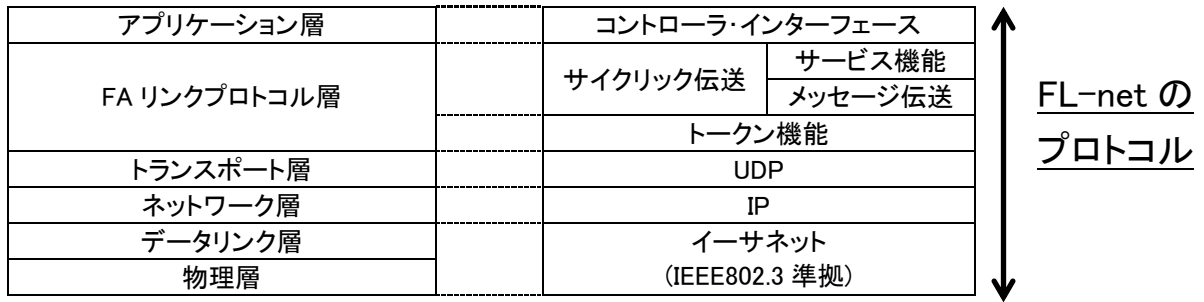 アプリケーション層
コントローラ・インターフェース
FAリンクプロトコル層
サイクリック伝送
サービス機能
メッセージ伝送
トークン機能
トランスポート層
UDP
ネットワーク層
IP
データリンク層
イーサネット
物理層
(IEEE802.3 準拠)
FL-net の
プロトコル